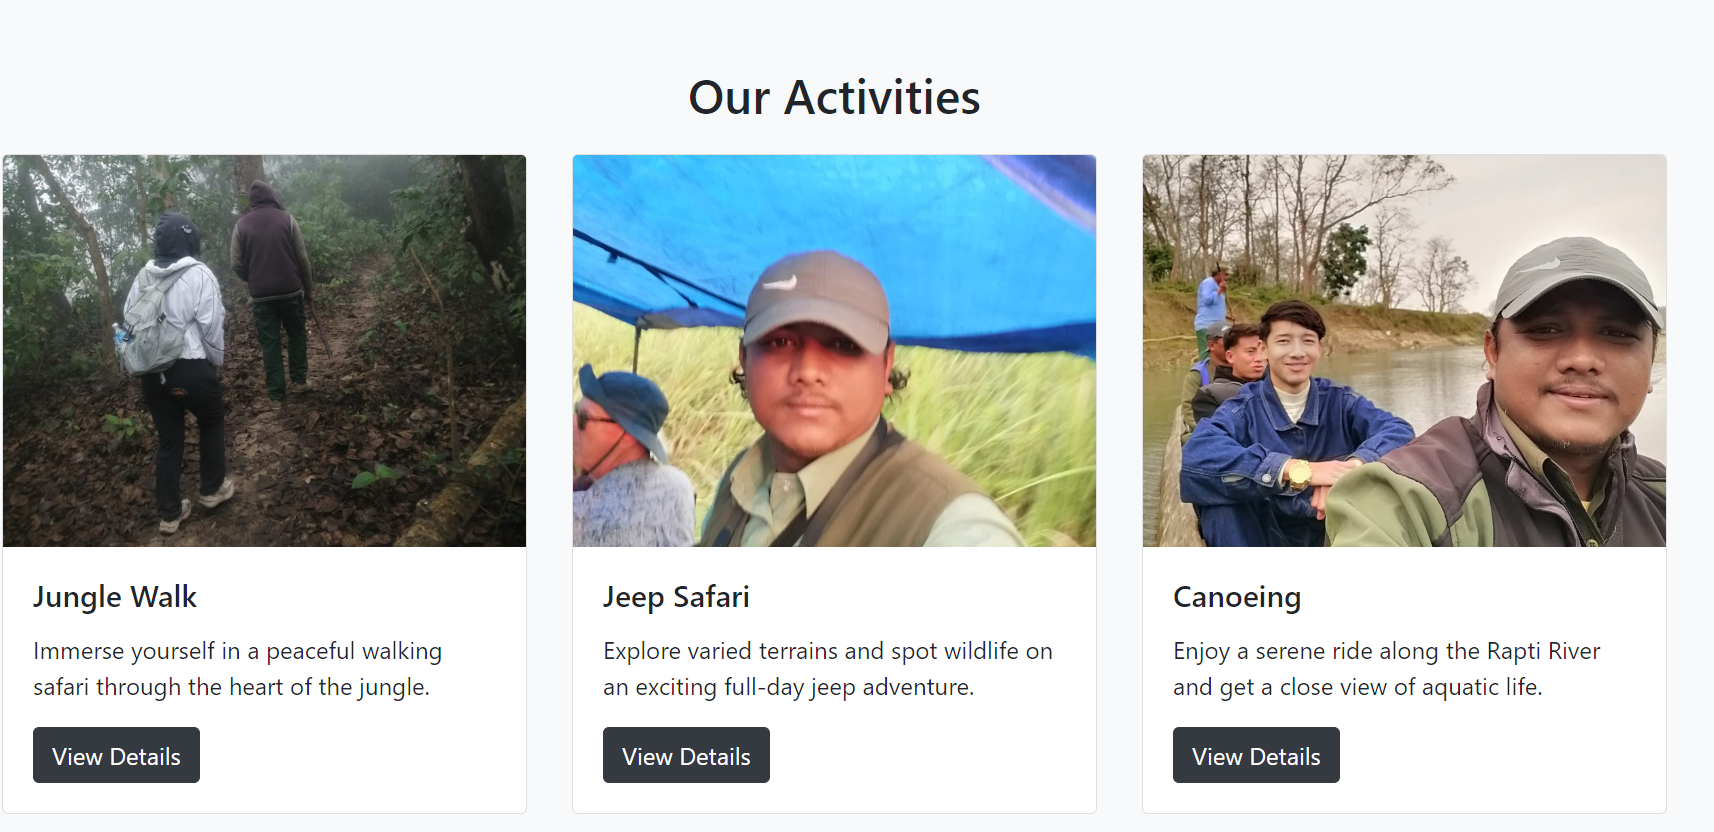 Our Activities
Jungle Walk
Immerse yourself in a peaceful walking
safari through the heart of the jungle.
View Details
Jeep Safari
Explore varied terrains and spot wildlife on
an exciting full-day jeep adventure.
View Details
Canoeing
Enjoy a serene ride along the Rapti River
and get a close view of aquatic life.
View Details